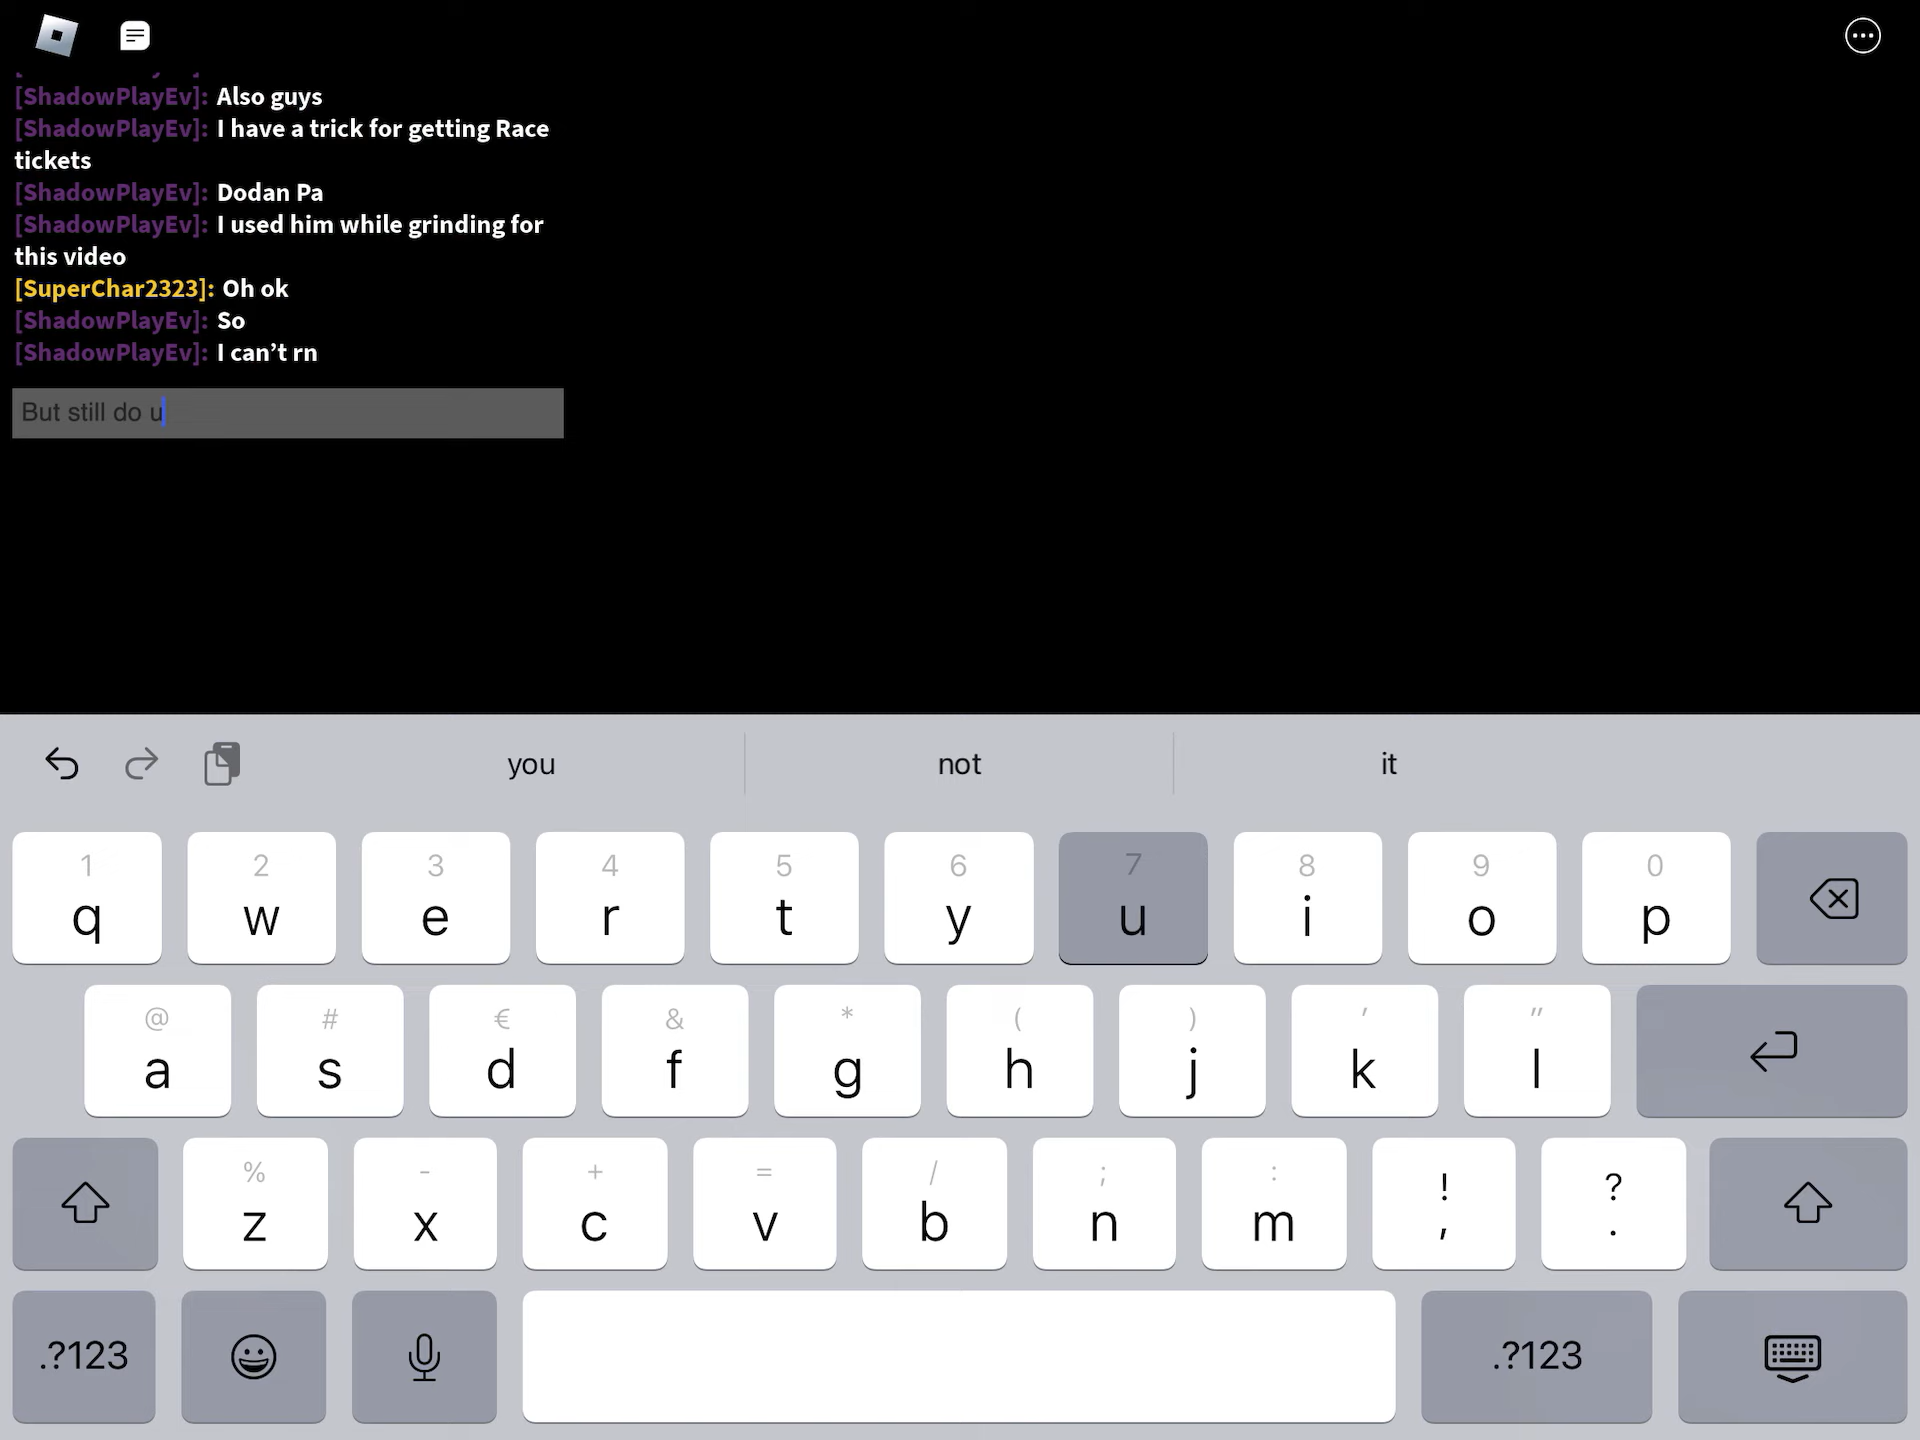 [ShadowPlayEv]: Also guys
[ShadowPlayEv]: I have a trick for getting Race
tickets
[ShadowPlayEv]: Dodan Pa
[ShadowPlayEv]: I used him while grinding for
this video
[SuperChar2323]: Oh ok
[ShadowPlayEv]: So
[ShadowPlayEv]: I can’t rn
But still do u
you not it
1 2 3 4 5 6 7 8 9 0
q w e r t y u i o p
@ # € & * ( ) ' "
a s d f g h j k l
% - + = / ; : ! ?
z x c v b n m , .
.?123 .?123